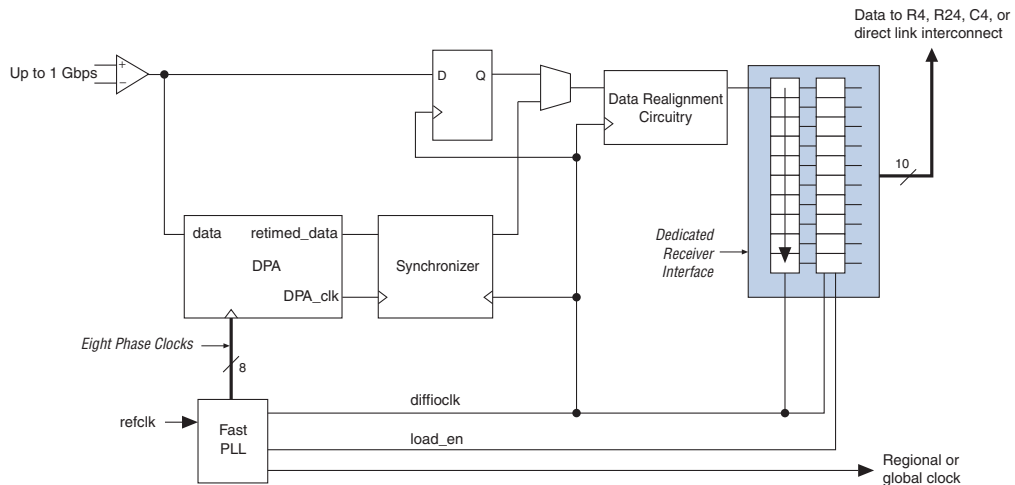 Data to R4, R24, C4, or
direct link interconnect
Up to 1 Gbps
+
−
D
Q
Data Realignment
Circuitry
10
Dedicated
Receiver
Interface
data
retimed_data
DPA
DPA_clk
Synchronizer
Eight Phase Clocks
8
refclk
Fast
PLL
diffioclk
load_en
Regional or
global clock